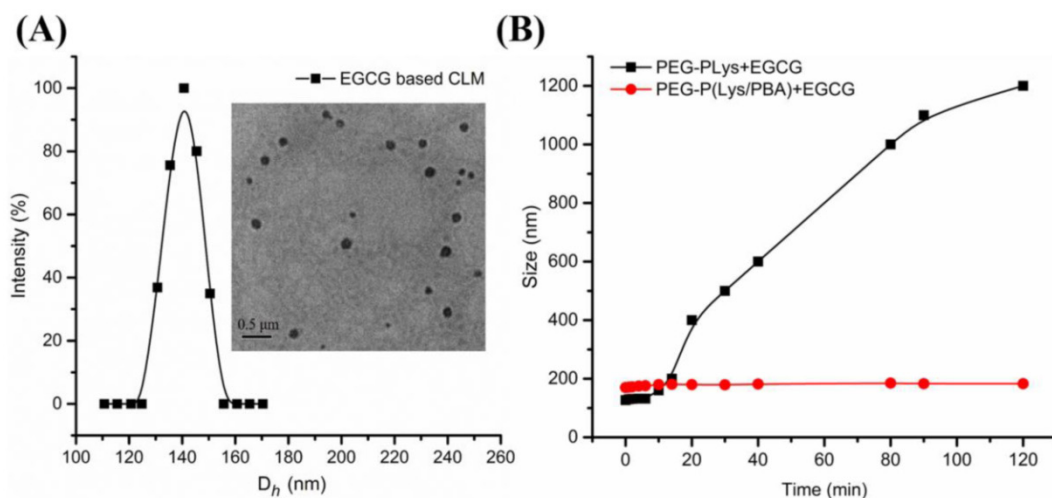 (A)
EGCG based CLM
100
80
60
40
20
0
Intensity (%)
0.5 μm
100 120 140 160 180 200 220 240 260
Dh (nm)
(B)
PEG-PLys+EGCG
PEG-P(Lys/PBA)+EGCG
1200
1000
800
600
400
200
0
Size (nm)
0 20 40 60 80 100 120
Time (min)